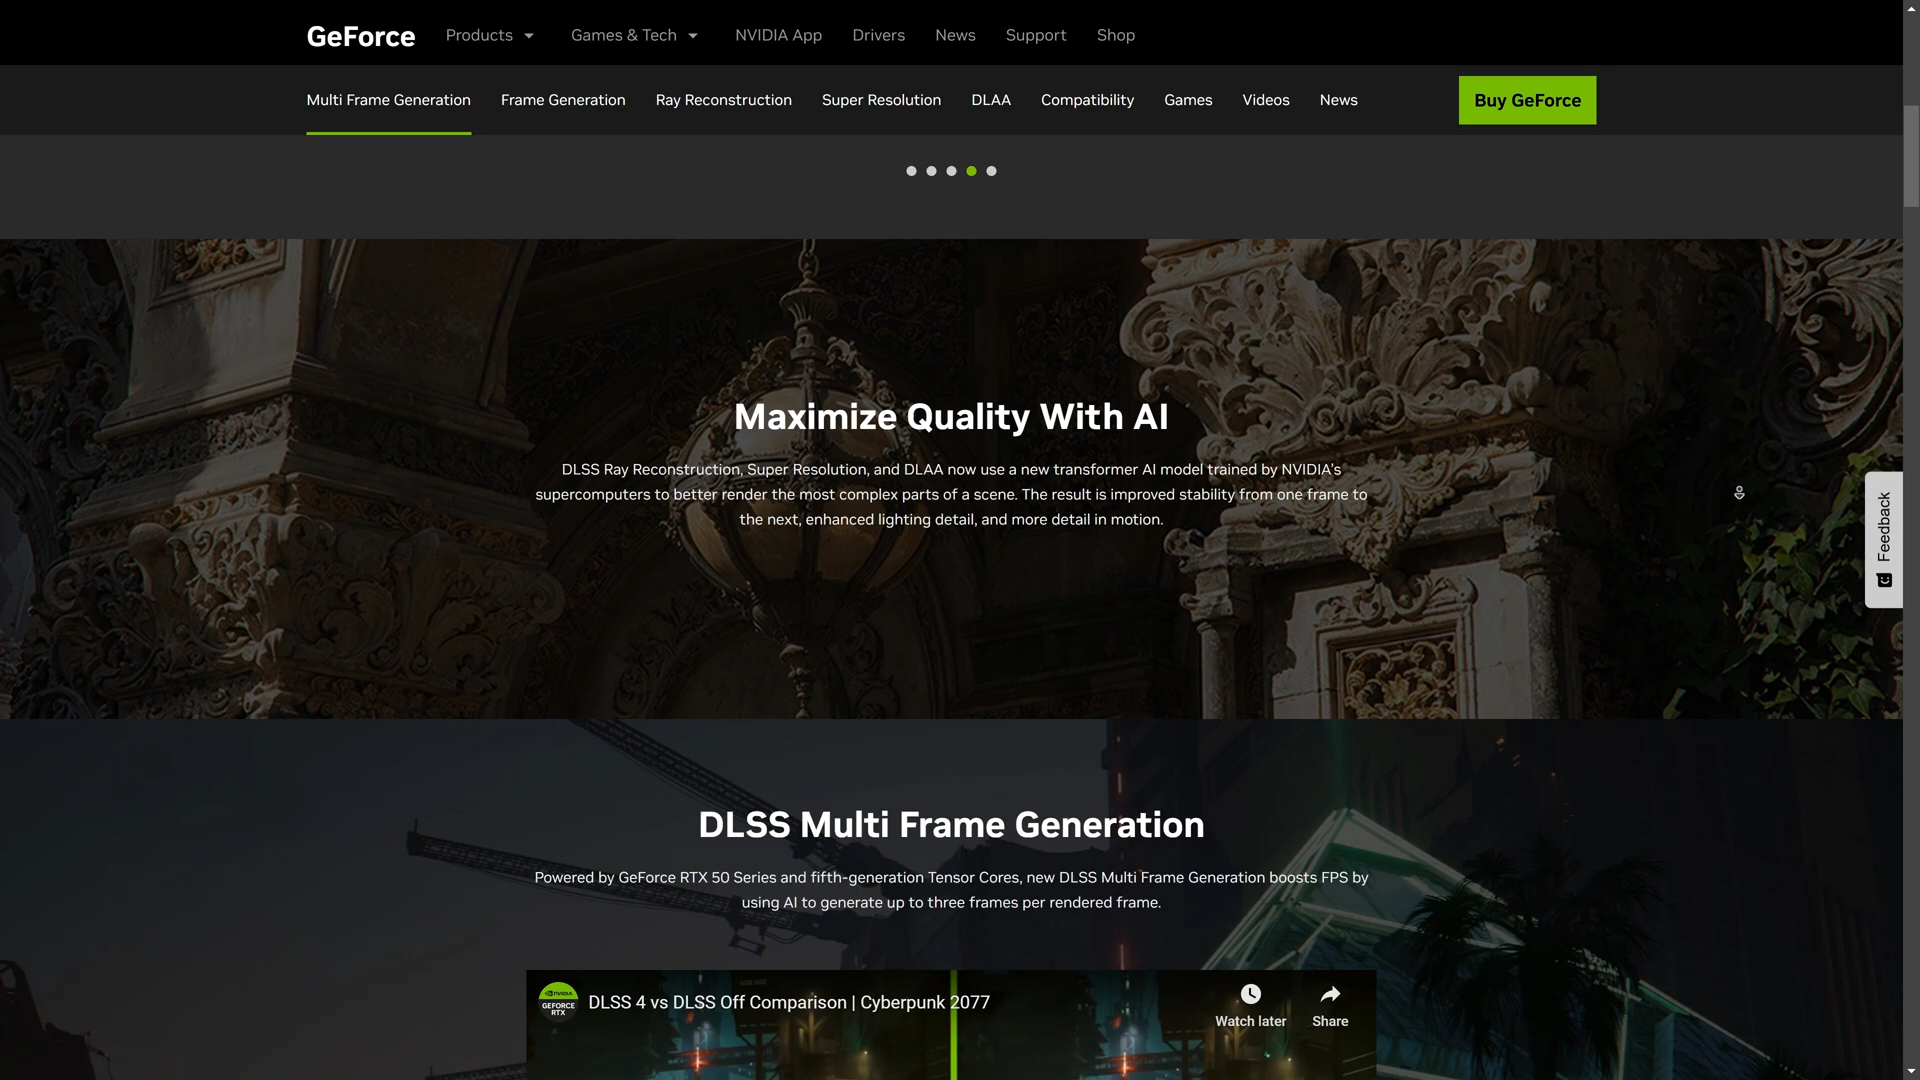 GeForce Products Games & Tech NVIDIA App Drivers News Support Shop
Multi Frame Generation Frame Generation Ray Reconstruction Super Resolution DLAA Compatibility Games Videos News Buy GeForce
Maximize Quality With AI
DLSS Ray Reconstruction, Super Resolution, and DLAA now use a new transformer AI model trained by NVIDIA's
supercomputers to better render the most complex parts of a scene. The result is improved stability from one frame to
the next, enhanced lighting detail, and more detail in motion.
Feedback
DLSS Multi Frame Generation
Powered by GeForce RTX 50 Series and fifth-generation Tensor Cores, new DLSS Multi Frame Generation boosts FPS by
using AI to generate up to three frames per rendered frame.
NVIDIA
GEFORCE
RTX
DLSS 4 vs DLSS Off Comparison | Cyberpunk 2077
Watch later Share